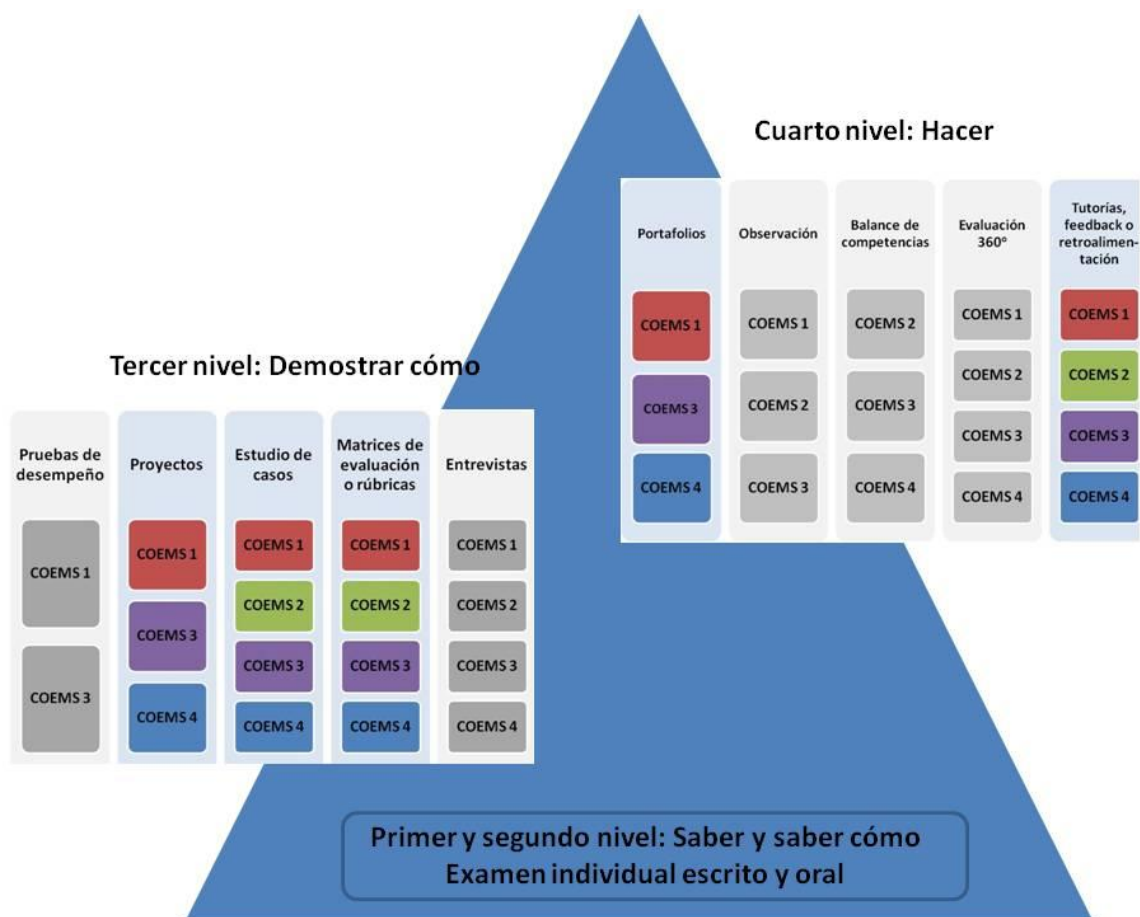 Cuarto nivel: Hacer
Portafolios
COEMS 1
COEMS 3
COEMS 4
Observación
COEMS 1
COEMS 2
COEMS 3
Balance de
competencias
COEMS 2
COEMS 3
COEMS 4
Evaluación
360º
COEMS 1
COEMS 2
COEMS 3
COEMS 4
Tutorías,
feedback o
retroalimen-
tación
COEMS 1
COEMS 2
COEMS 3
COEMS 4
Tercer nivel: Demostrar cómo
Pruebas de
desempeño
COEMS 1
COEMS 3
Proyectos
COEMS 1
COEMS 3
COEMS 4
Estudio de
casos
COEMS 1
COEMS 2
COEMS 3
COEMS 4
Matrices de
evaluación
o rúbricas
COEMS 1
COEMS 2
COEMS 3
COEMS 4
Entrevistas
COEMS 1
COEMS 2
COEMS 3
COEMS 4
Primer y segundo nivel: Saber y saber cómo
Examen individual escrito y oral